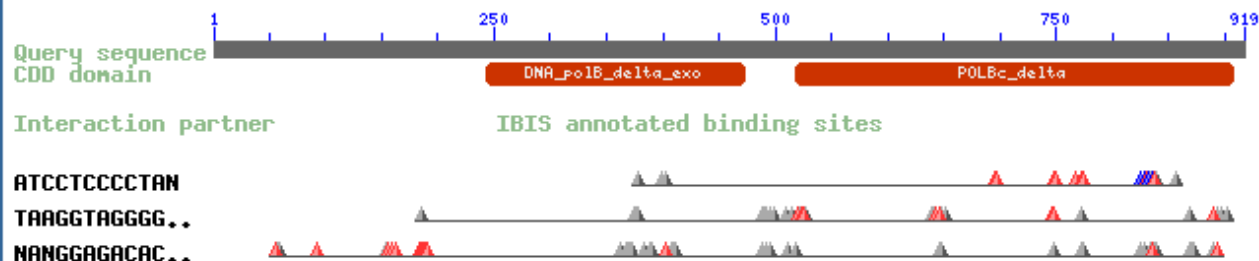 1 250 500 750 919
Query sequence
CDD domain DNA_polB_delta_exo POLBc_delta
Interaction partner IBIS annotated binding sites
ATCCTCCCCTAN
TAAGGTAGGGG..
NANGGAGACAC..